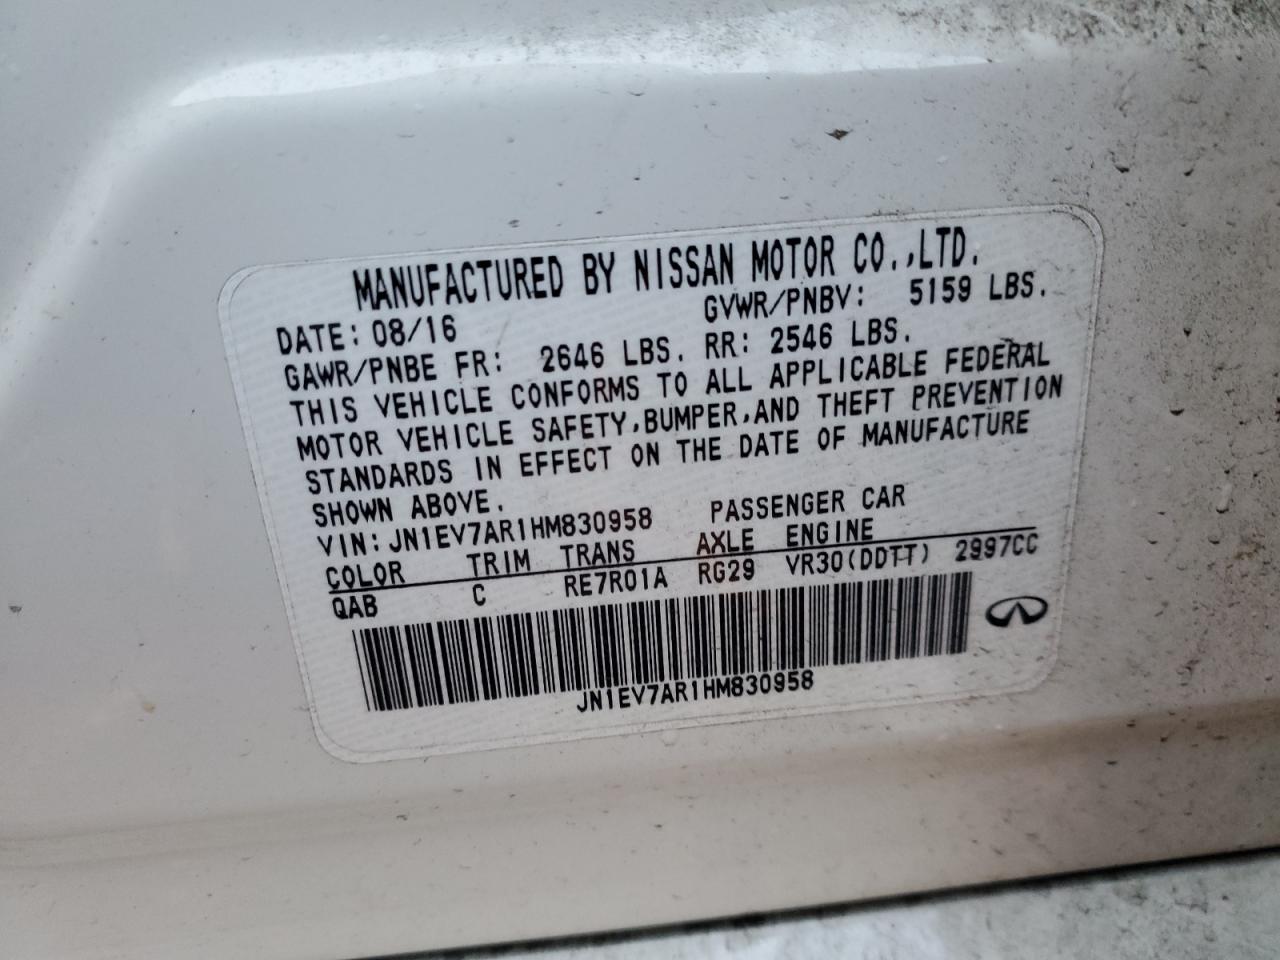 MANUFACTURED BY NISSAN MOTOR CO.,LTD.
DATE: 08/16 GVWR/PNBV: 5159 LBS.
GAWR/PNBE FR: 2646 LBS. RR: 2546 LBS.
THIS VEHICLE CONFORMS TO ALL APPLICABLE FEDERAL
MOTOR VEHICLE SAFETY,BUMPER,AND THEFT PREVENTION
STANDARDS IN EFFECT ON THE DATE OF MANUFACTURE
SHOWN ABOVE.
VIN: JN1EV7AR1HM830958 PASSENGER CAR
COLOR TRIM TRANS AXLE ENGINE
QAB C RE7R01A RG29 VR30(DDTT) 2997CC
JN1EV7AR1HM830958